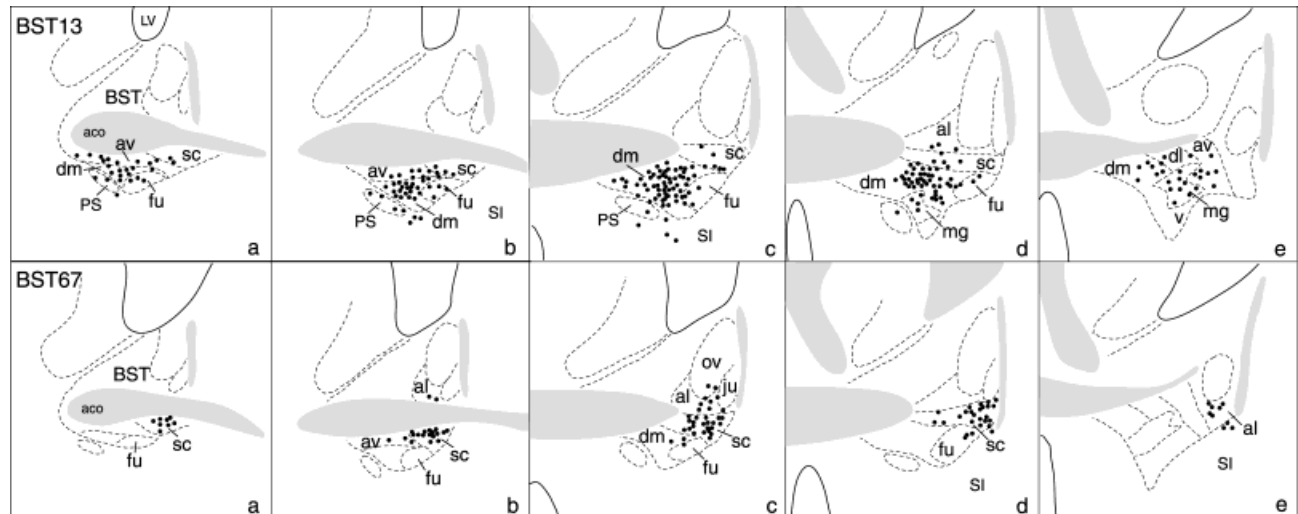 BST13
LV
BST
aco
av
sc
dm
PS
fu
a
av
sc
fu
PS
dm
SI
b
dm
sc
fu
PS
SI
c
al
sc
dm
fu
mg
d
av
dl
dm
mg
v
e
BST67
BST
aco
sc
fu
a
al
av
sc
fu
b
ov
ju
al
dm
sc
fu
c
fu
sc
SI
d
al
SI
e